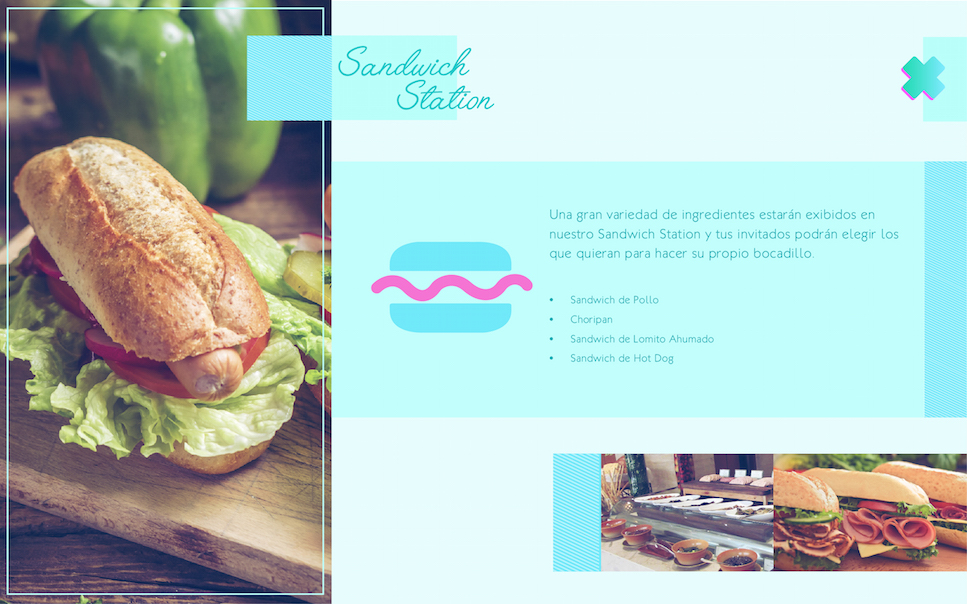 Sandwich
Station
Una gran variedad de ingredientes estarán exibidos en
nuestro Sandwich Station y tus invitados podrán elegir los
que quieran para hacer su propio bocadillo.
• Sandwich de Pollo
• Choripan
• Sandwich de Lomito Ahumado
• Sandwich de Hot Dog